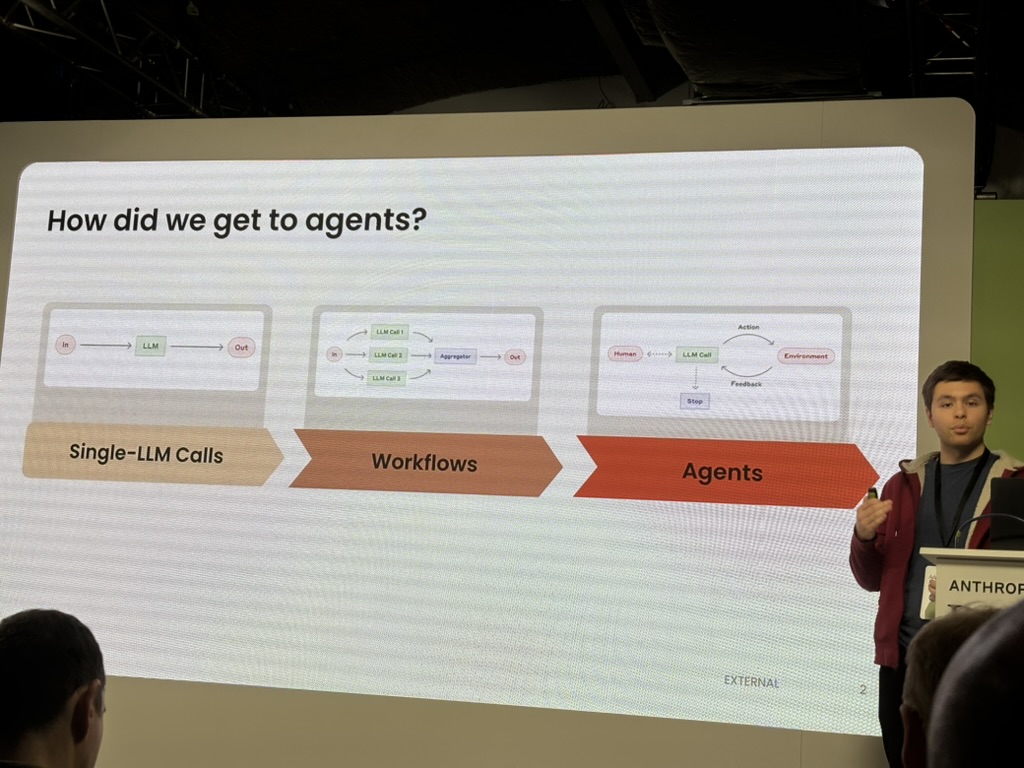 How did we get to agents?
In
LLM
Out
In
LLM Call 1
LLM Call 2
LLM Call 3
Aggregator
Out
Human
LLM Call
Action
Environment
Feedback
Stop
Single-LLM Calls
Workflows
Agents
EXTERNAL
2
ANTHROP